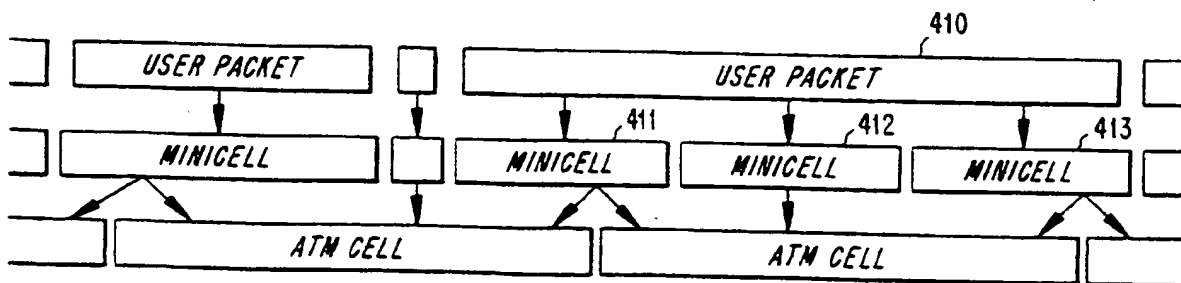 410
USER PACKET
USER PACKET
411
412
413
MINICELL
MINICELL
MINICELL
MINICELL
ATM CELL
ATM CELL